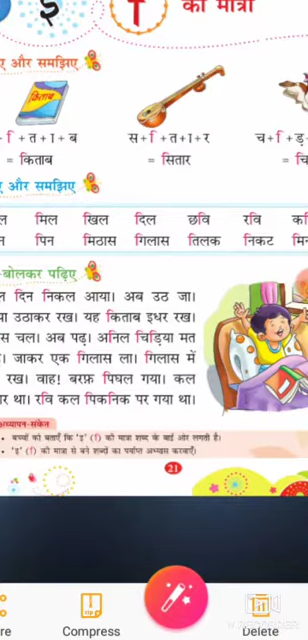 इ ि की मात्रा
और समझिए
किताब
+ ि + त + ा + ब
स + ि + त + ा + र
च + ि + ड़ +
= किताब
= सितार
= चि
और समझिए
मिल खिल दिल छवि रवि
पिन मिठास गिलास तिलक निकट
बोलकर पढ़िए
दिन निकल आया। अब उठ जा।
उठाकर रख। यह किताब इधर रख।
चल। अब पढ़। अनिल चिड़िया मत
जाकर एक गिलास ला। गिलास में
रख। वाह! बरफ़ पिघल गया। कल
था। रवि कल पिकनिक पर गया था।
अध्यापन-संकेत
• बच्चों को बताएँ कि 'इ' (ि) की मात्रा शब्द के बाईं ओर लगती है।
• 'इ' (ि) की मात्रा से बने शब्दों का पर्याप्त अभ्यास करवाएँ।
21
ZIP
Compress
Delete